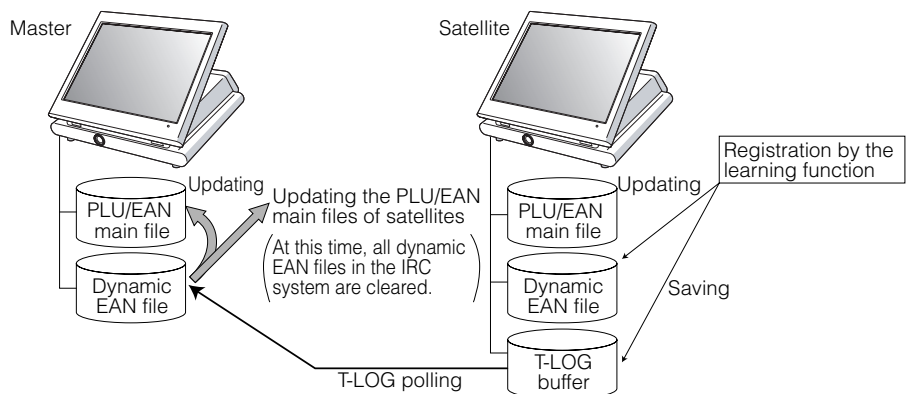 Master
Satellite
Registration by the
learning function
Updating
Updating the PLU/EAN
main files of satellites
(At this time, all dynamic
EAN files in the IRC
system are cleared.)
PLU/EAN
main file
Dynamic
EAN file
Updating
PLU/EAN
main file
Dynamic
EAN file
Saving
T-LOG
buffer
T-LOG polling